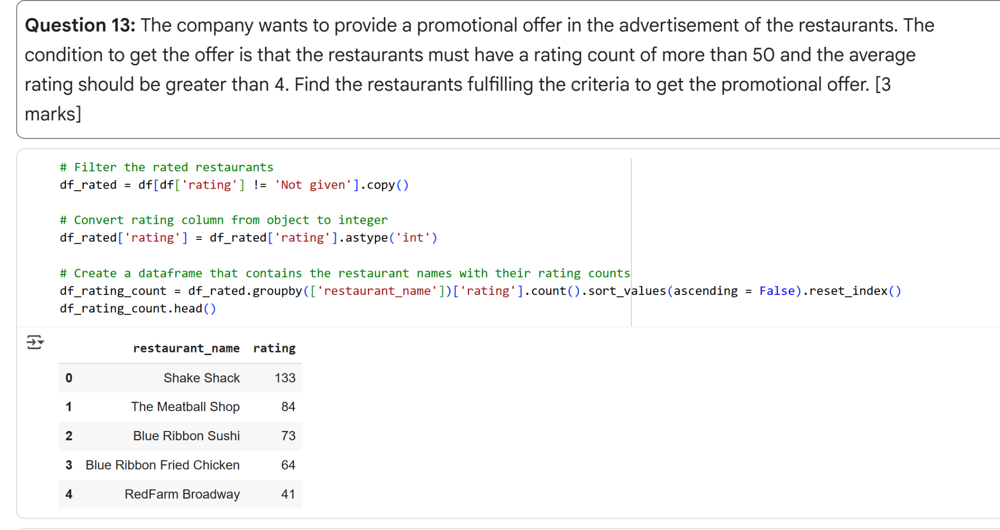 Question 13: The company wants to provide a promotional offer in the advertisement of the restaurants. The
condition to get the offer is that the restaurants must have a rating count of more than 50 and the average
rating should be greater than 4. Find the restaurants fulfilling the criteria to get the promotional offer. [3
marks]
# Filter the rated restaurants
df_rated = df[df['rating'] != 'Not given'].copy()
# Convert rating column from object to integer
df_rated['rating'] = df_rated['rating'].astype('int')
# Create a dataframe that contains the restaurant names with their rating counts
df_rating_count = df_rated.groupby(['restaurant_name'])['rating'].count().sort_values(ascending = False).reset_index()
df_rating_count.head()
restaurant_name rating
0 Shake Shack 133
1 The Meatball Shop 84
2 Blue Ribbon Sushi 73
3 Blue Ribbon Fried Chicken 64
4 RedFarm Broadway 41